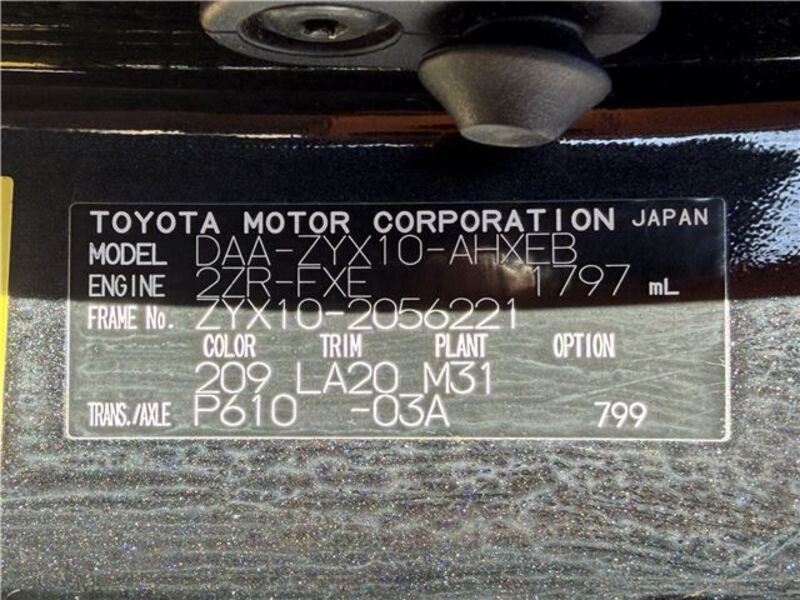 TOYOTA MOTOR CORPORATION JAPAN
MODEL DAA-ZYX10-AHXEB
ENGINE 2ZR-FXE 1797 mL
FRAME No. ZYX10-2056221
COLOR TRIM PLANT OPTION
209 LA20 M31
TRANS./AXLE P610 -03A 799